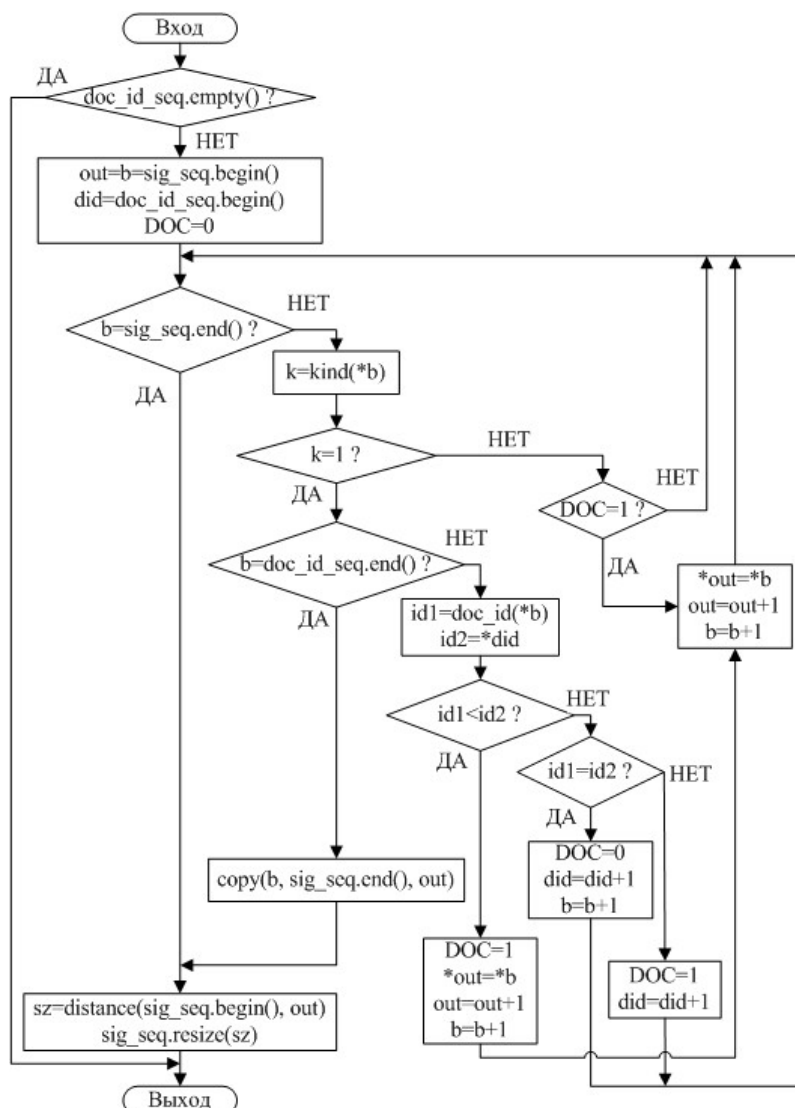 Вход
ДА
doc_id_seq.empty() ?
НЕТ
out=b=sig_seq.begin()
did=doc_id_seq.begin()
DOC=0
НЕТ
b=sig_seq.end() ?
k=kind(*b)
ДА
НЕТ
k=1 ?
НЕТ
ДА
DOC=1 ?
НЕТ
b=doc_id_seq.end() ?
ДА
*out=*b
out=out+1
b=b+1
ДА
id1=doc_id(*b)
id2=*did
id1<id2 ?
НЕТ
ДА
id1=id2 ?
НЕТ
ДА
DOC=0
did=did+1
b=b+1
copy(b, sig_seq.end(), out)
DOC=1
*out=*b
out=out+1
b=b+1
DOC=1
did=did+1
sz=distance(sig_seq.begin(), out)
sig_seq.resize(sz)
Выход